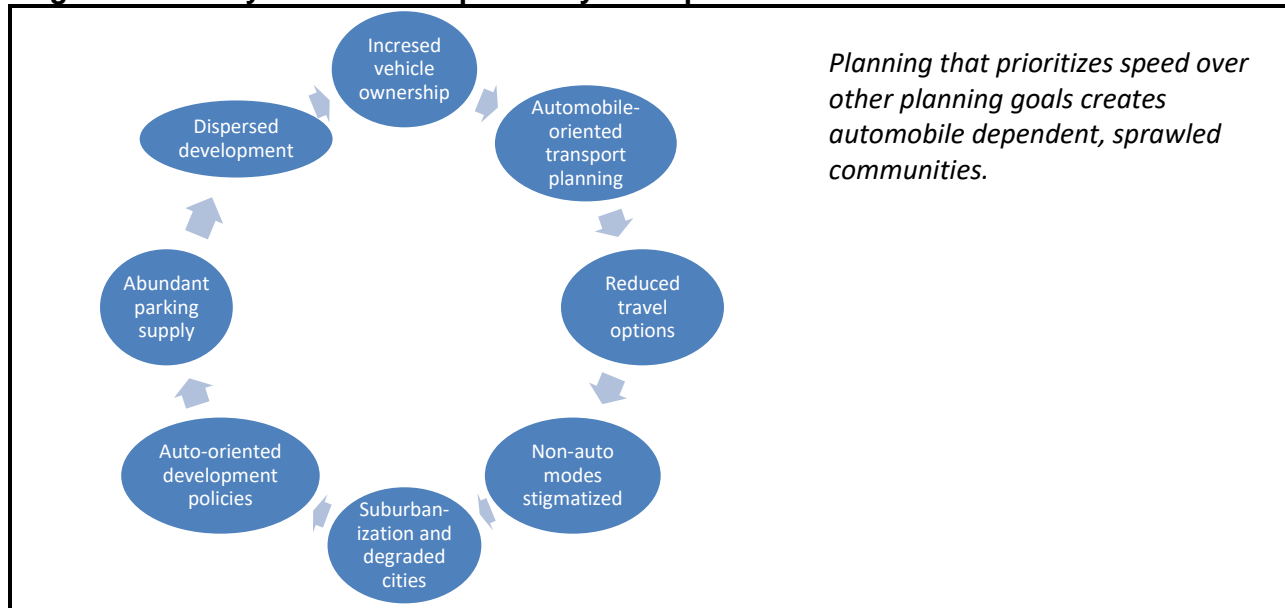 Incresed
vehicle
ownership
Automobile-
oriented
transport
planning
Reduced
travel
options
Non-auto
modes
stigmatized
Suburban-
ization and
degraded
cities
Auto-oriented
development
policies
Abundant
parking
supply
Dispersed
development
Planning that prioritizes speed over
other planning goals creates
automobile dependent, sprawled
communities.